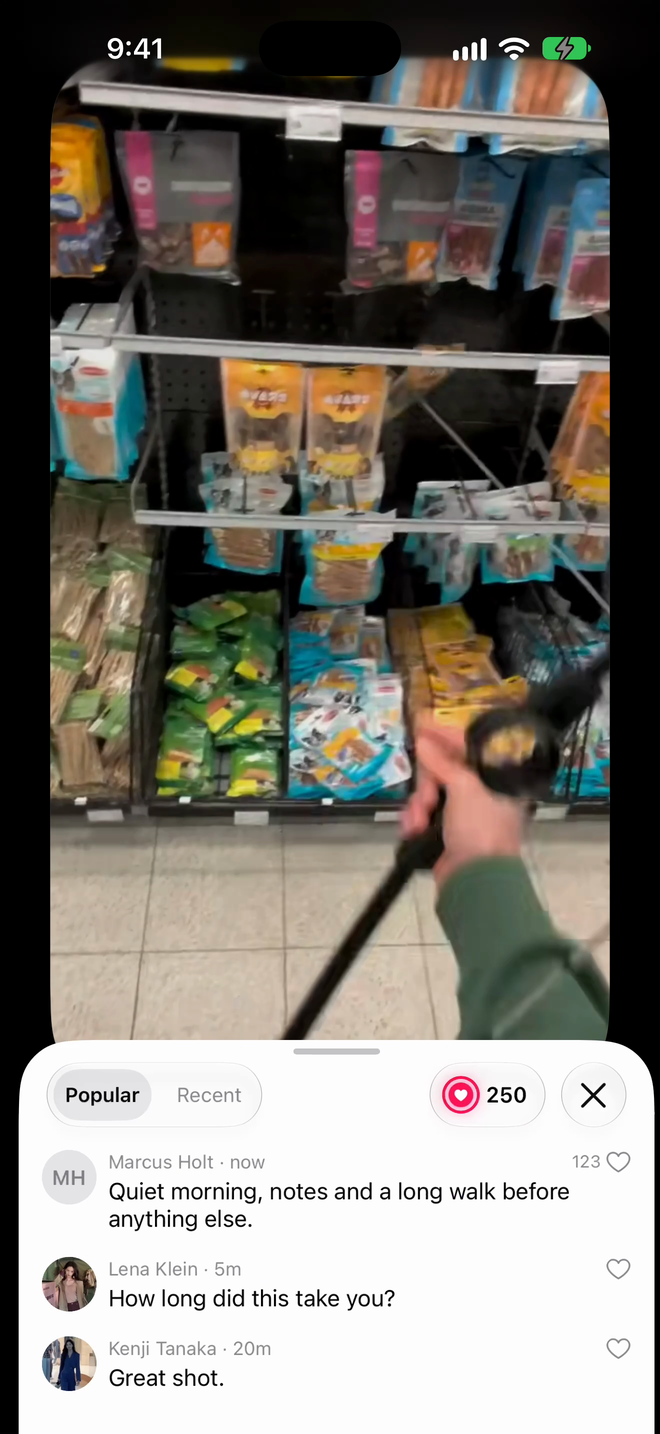 9:41
Popular
Recent
250
MH
Marcus Holt · now
123
Quiet morning, notes and a long walk before
anything else.
Lena Klein · 5m
How long did this take you?
Kenji Tanaka · 20m
Great shot.